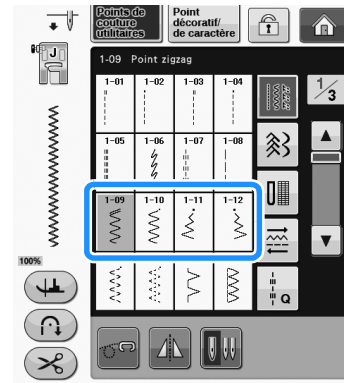 Points de
couture
utilitaires
Point
décoratif/
de caractère
J
1-09 Point zigzag
1/3
1-01
1-02
1-03
1-04
1-05
1-06
1-07
1-08
1-09
1-10
1-11
1-12
100%
Q